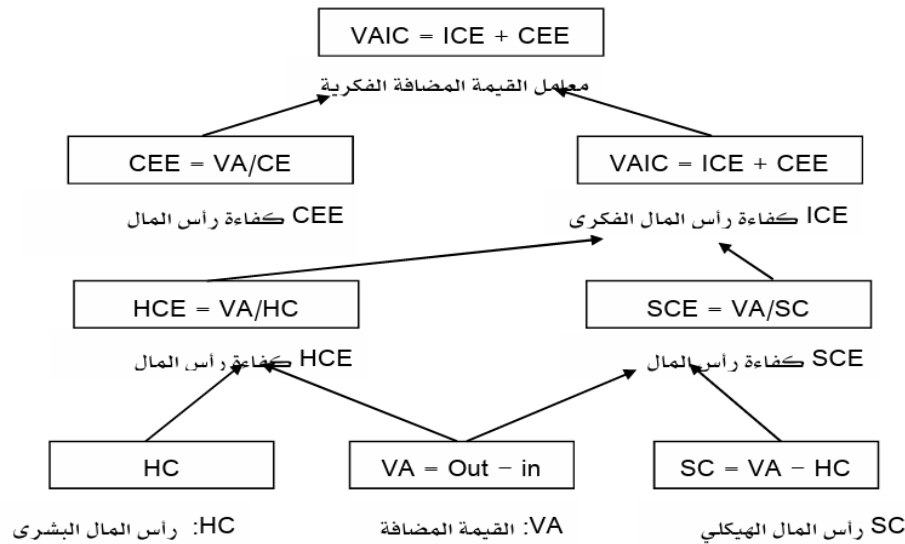 VAIC = ICE + CEE
معامل القيمة المضافة الفكرية
CEE = VA/CE
VAIC = ICE + CEE
CEE كفاءة رأس المال
ICE كفاءة رأس المال الفكرى
HCE = VA/HC
SCE = VA/SC
HCE كفاءة رأس المال
SCE كفاءة رأس المال
HC
VA = Out – in
SC = VA – HC
HC: رأس المال البشرى
VA: القيمة المضافة
SC رأس المال الهيكلي